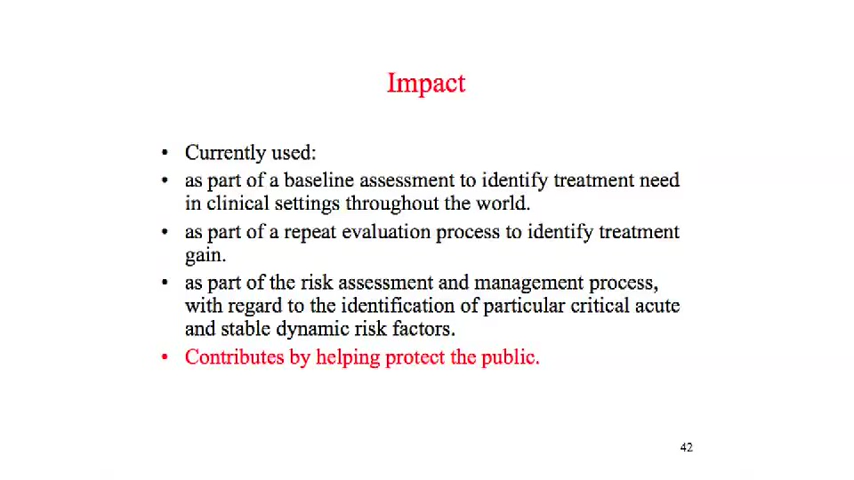 Impact
• Currently used:
• as part of a baseline assessment to identify treatment need
in clinical settings throughout the world.
• as part of a repeat evaluation process to identify treatment
gain.
• as part of the risk assessment and management process,
with regard to the identification of particular critical acute
and stable dynamic risk factors.
• Contributes by helping protect the public.
42